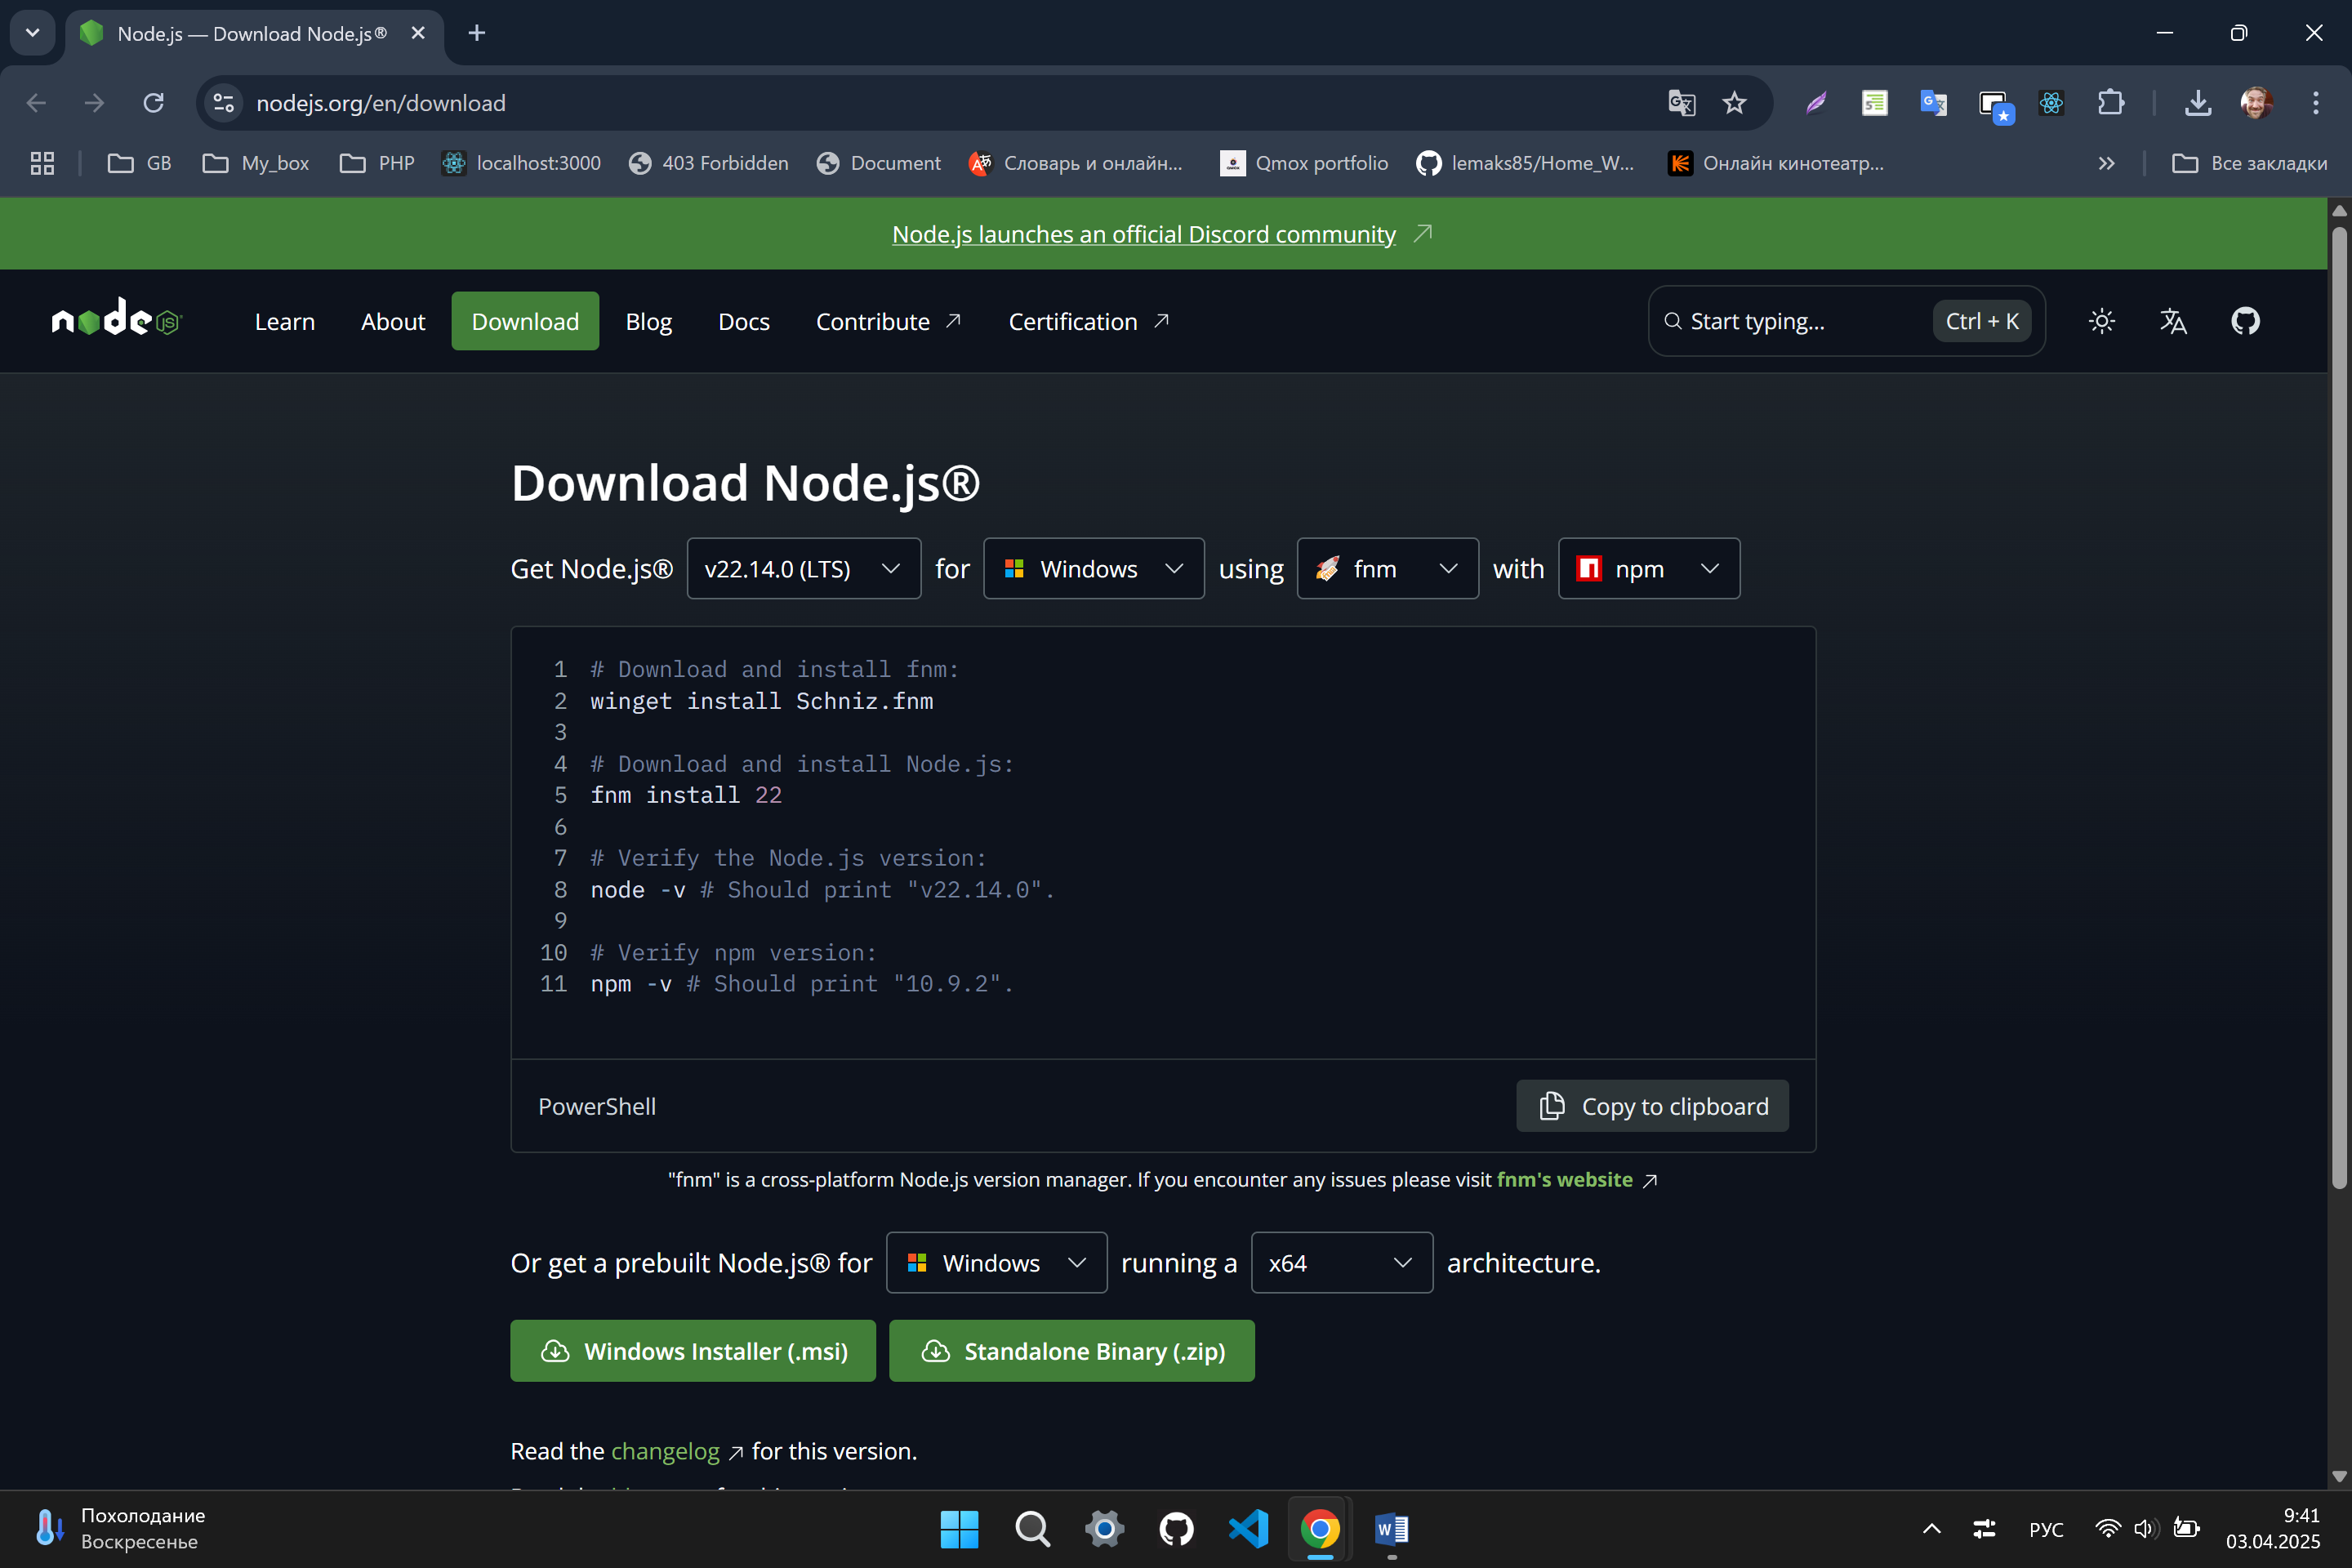 Node.js — Download Node.js®
nodejs.org/en/download
GB My_box PHP localhost:3000 403 Forbidden Document Словарь и онлайн... Qmox portfolio lemaks85/Home_W... Онлайн кинотеатр... Все закладки
Node.js launches an official Discord community
node JS Learn About Download Blog Docs Contribute Certification Start typing... Ctrl + K
Download Node.js®
Get Node.js® v22.14.0 (LTS) for Windows using fnm with npm
1 # Download and install fnm:
2 winget install Schniz.fnm
3
4 # Download and install Node.js:
5 fnm install 22
6
7 # Verify the Node.js version:
8 node -v # Should print "v22.14.0".
9
10 # Verify npm version:
11 npm -v # Should print "10.9.2".
PowerShell Copy to clipboard
"fnm" is a cross-platform Node.js version manager. If you encounter any issues please visit fnm's website
Or get a prebuilt Node.js® for Windows running a x64 architecture.
Windows Installer (.msi) Standalone Binary (.zip)
Read the changelog for this version.
Похолодание
Воскресенье
РУС
9:41
03.04.2025